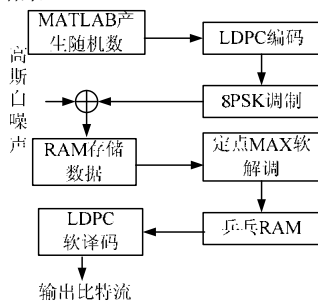 MATLAB产
生随机数
LDPC编码
高
斯
白
噪
声
8PSK调制
RAM存储
数据
定点MAX软
解调
LDPC
软译码
乒乓RAM
输出比特流